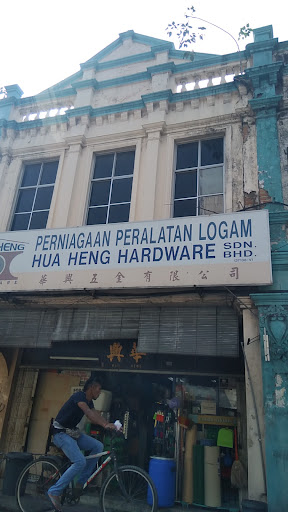 HENG
PERNIAGAAN PERALATAN LOGAM
HUA HENG HARDWARE SDN. BHD.
華興五金有限公司
興華